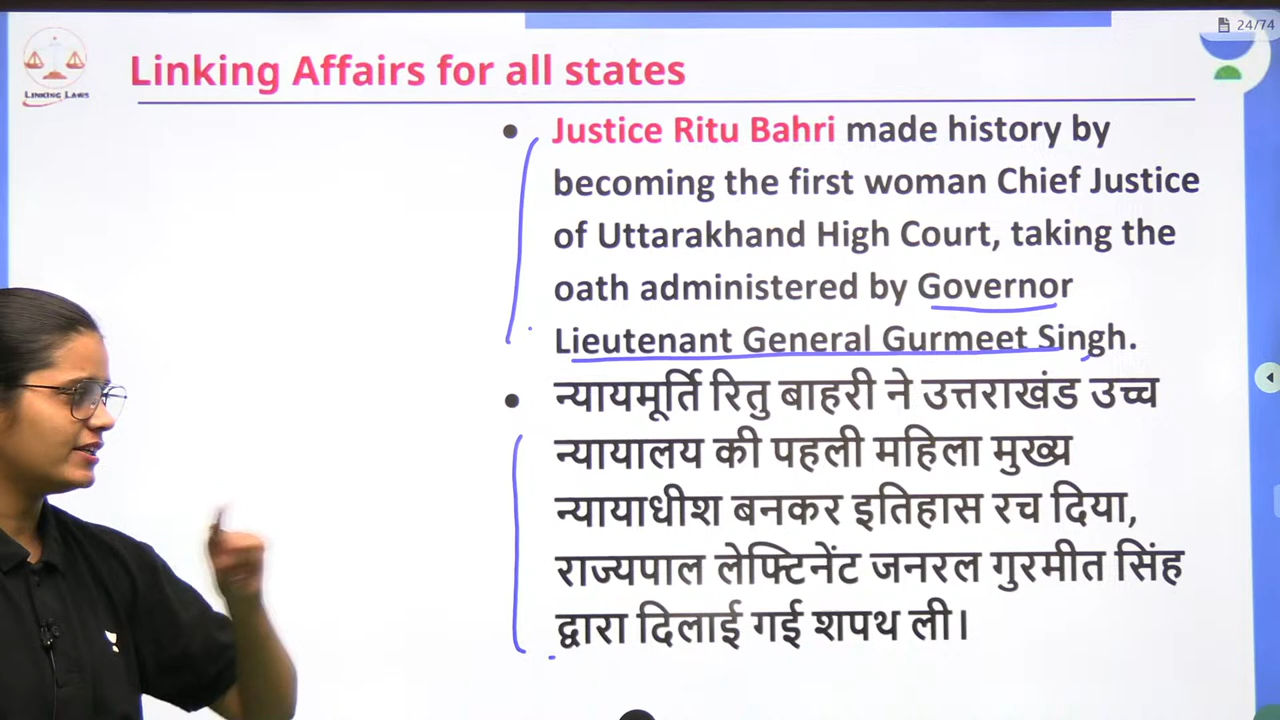 24/74
LINKING LAWS
Linking Affairs for all states
Justice Ritu Bahri made history by
becoming the first woman Chief Justice
of Uttarakhand High Court, taking the
oath administered by Governor
Lieutenant General Gurmeet Singh.
न्यायमूर्ति रितु बाहरी ने उत्तराखंड उच्च
न्यायालय की पहली महिला मुख्य
न्यायाधीश बनकर इतिहास रच दिया,
राज्यपाल लेफ्टिनेंट जनरल गुरमीत सिंह
द्वारा दिलाई गई शपथ ली।